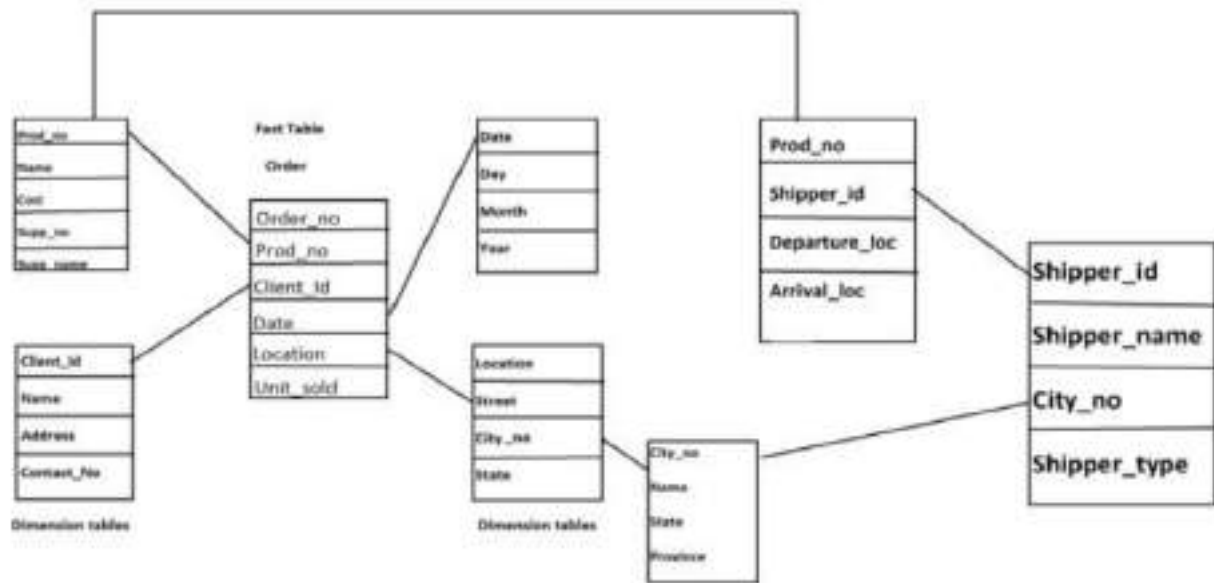 Prod_no
Name
Cost
Supp_no
Supp_name
Fact Table
Order
Order_no
Prod_no
Client_Id
Date
Location
Unit_sold
Date
Day
Month
Year
Prod_no
Shipper_id
Departure_loc
Arrival_loc
Shipper_id
Shipper_name
City_no
Shipper_type
Client_Id
Name
Address
Contact_No
Dimension tables
Location
Street
City_no
State
Dimension tables
City_no
Name
State
Province